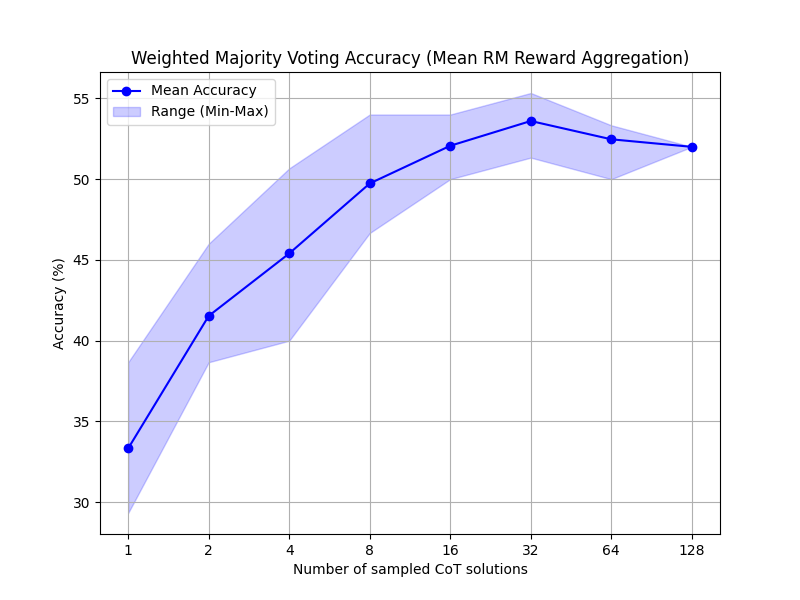 Weighted Majority Voting Accuracy (Mean RM Reward Aggregation)
Mean Accuracy
Range (Min-Max)
Accuracy (%)
55
50
45
40
35
30
1 2 4 8 16 32 64 128
Number of sampled CoT solutions